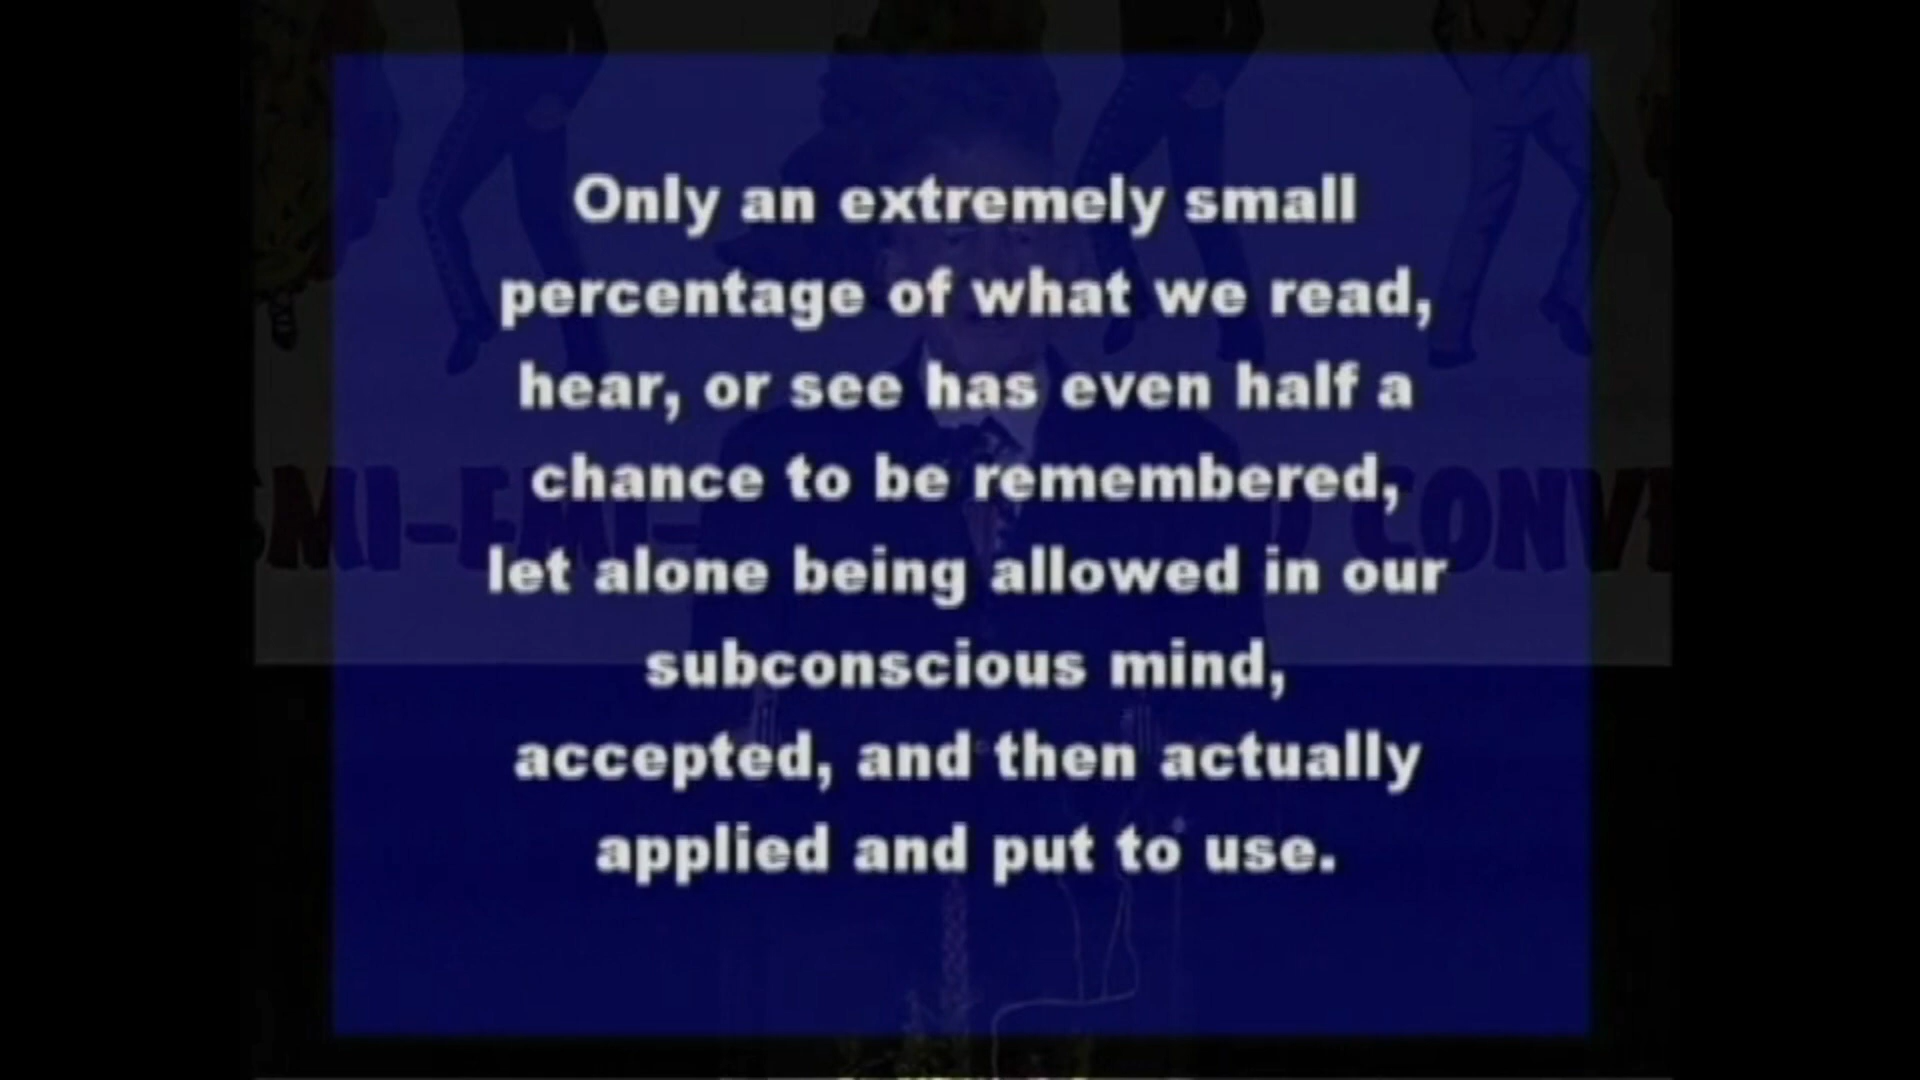 Only an extremely small
percentage of what we read,
hear, or see has even half a
chance to be remembered,
let alone being allowed in our
subconscious mind,
accepted, and then actually
applied and put to use.